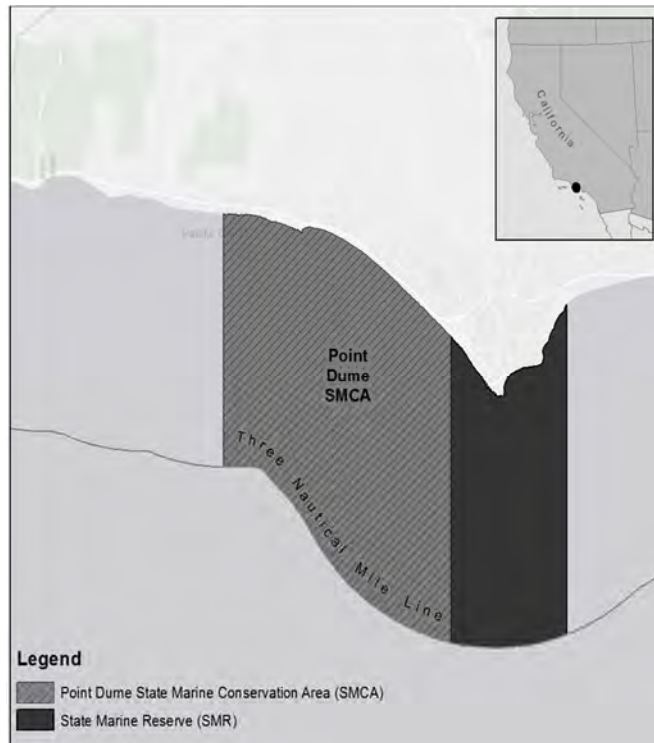 California
Point
Dume
SMCA
Three Nautical Mile Line
Legend
Point Dume State Marine Conservation Area (SMCA)
State Marine Reserve (SMR)